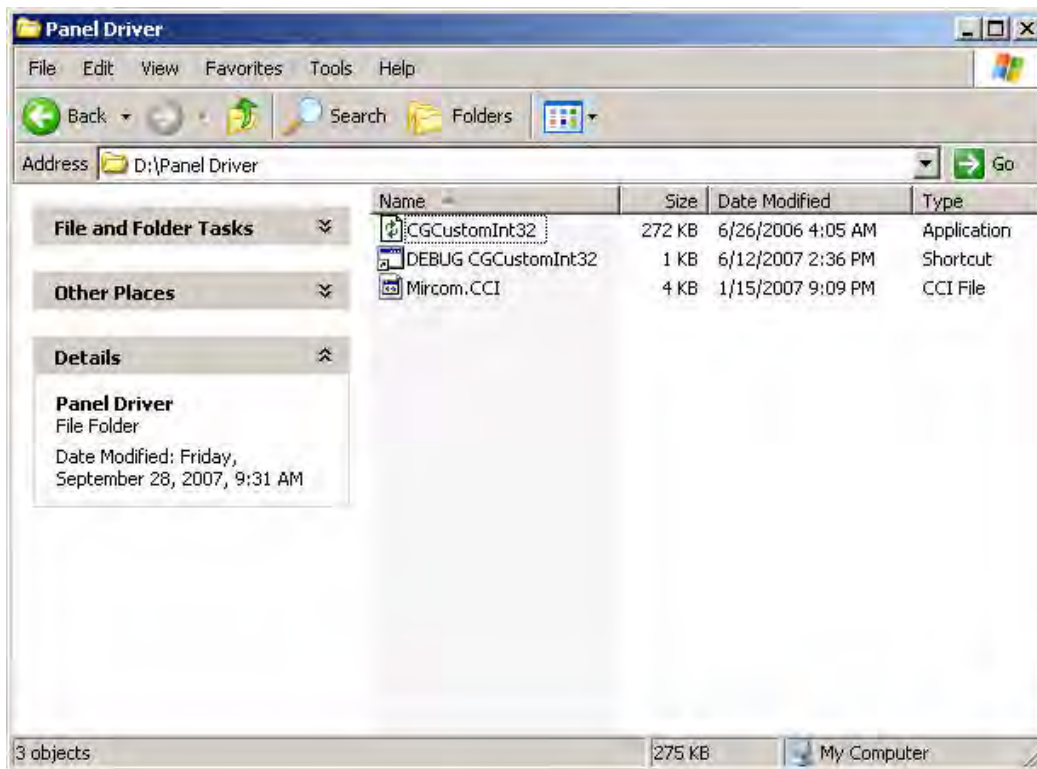 Panel Driver
File Edit View Favorites Tools Help
Back Search Folders
Address D:\Panel Driver Go
Name Size Date Modified Type
CGCustomInt32 272 KB 6/26/2006 4:05 AM Application
DEBUG CGCustomInt32 1 KB 6/12/2007 2:36 PM Shortcut
Mircom.CCI 4 KB 1/15/2007 9:09 PM CCI File
File and Folder Tasks
Other Places
Details
Panel Driver
File Folder
Date Modified: Friday,
September 28, 2007, 9:31 AM
3 objects 275 KB My Computer